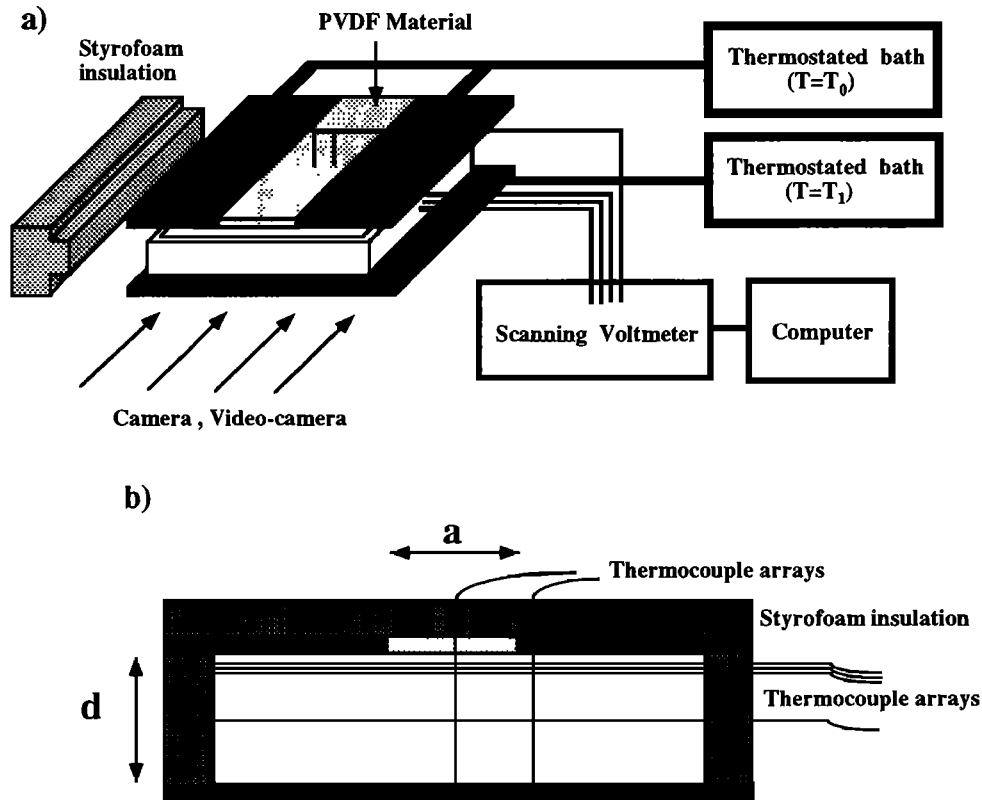 a)
PVDF Material
Styrofoam
insulation
Thermostated bath
(T=T0)
Thermostated bath
(T=T1)
Scanning Voltmeter
Computer
Camera , Video-camera
b)
a
Thermocouple arrays
Styrofoam insulation
d
Thermocouple arrays